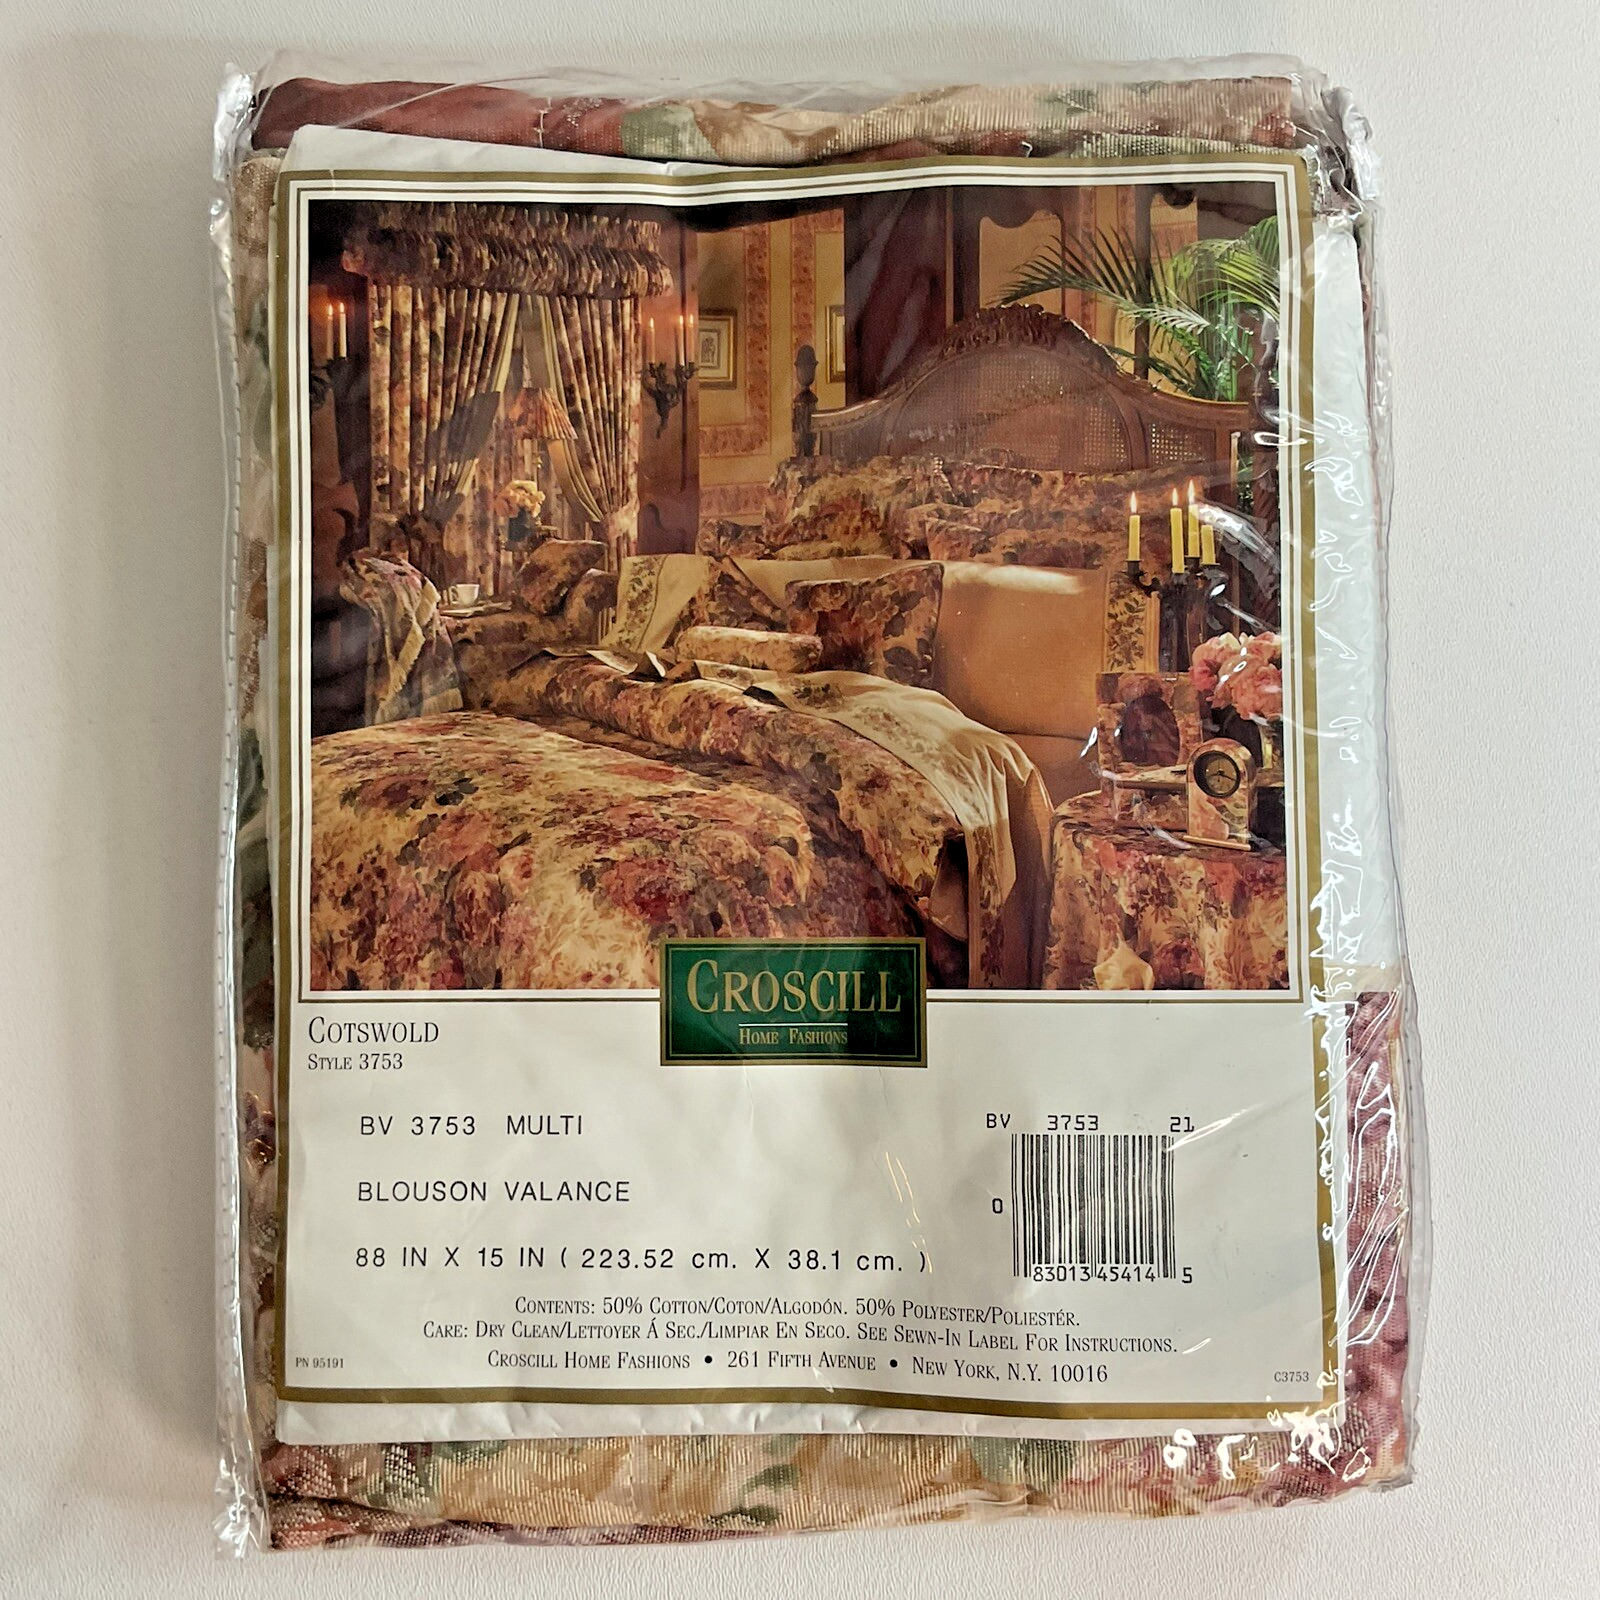 CROSCILL
HOME FASHIONS
COTSWOLD
STYLE 3753
BV 3753 MULTI
BLOUSON VALANCE
88 IN X 15 IN ( 223.52 cm. X 38.1 cm. )
BV 3753 21
0 83013 45414 5
CONTENTS: 50% COTTON/COTON/ALGODÓN. 50% POLYESTER/POLIESTÉR.
CARE: DRY CLEAN/LETTOYER Á SEC./LIMPIAR EN SECO. SEE SEWN-IN LABEL FOR INSTRUCTIONS.
CROSCILL HOME FASHIONS • 261 FIFTH AVENUE • NEW YORK, N.Y. 10016
PN 95191
C3753